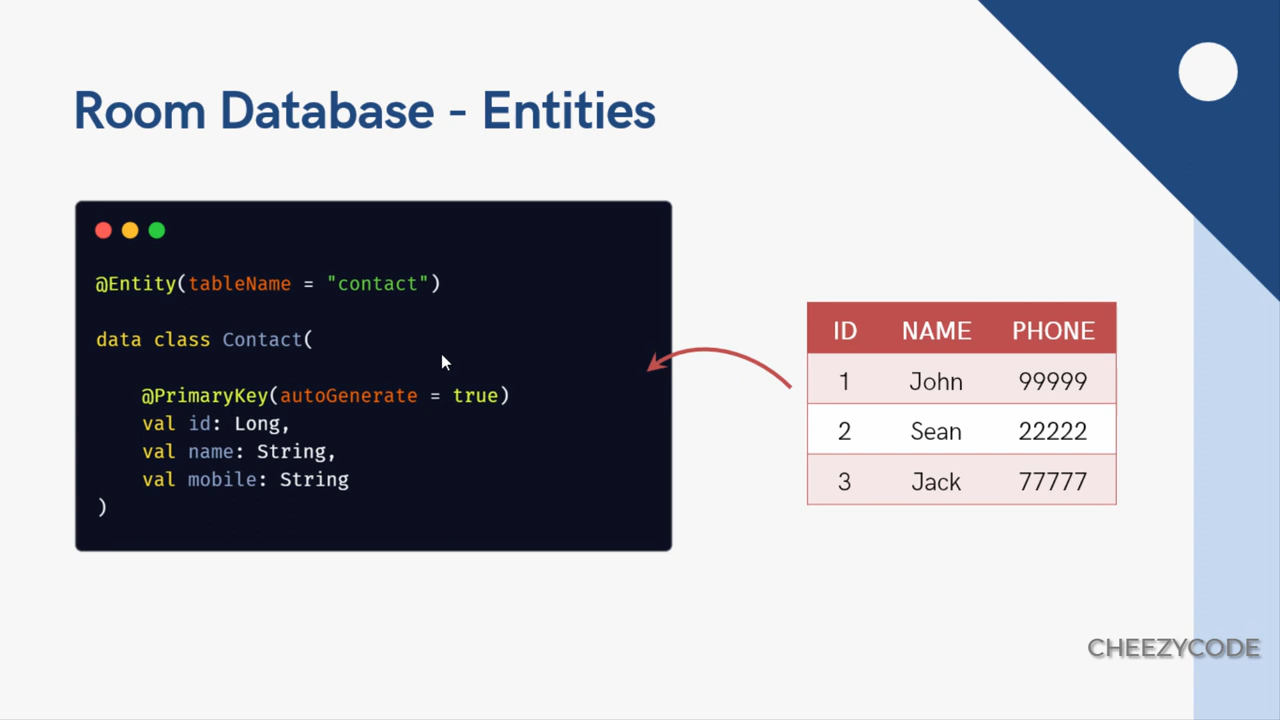 Room Database - Entities
@Entity(tableName = "contact")
data class Contact(
@PrimaryKey(autoGenerate = true)
val id: Long,
val name: String,
val mobile: String
)
ID NAME PHONE
1 John 99999
2 Sean 22222
3 Jack 77777
CHEEZYCODE